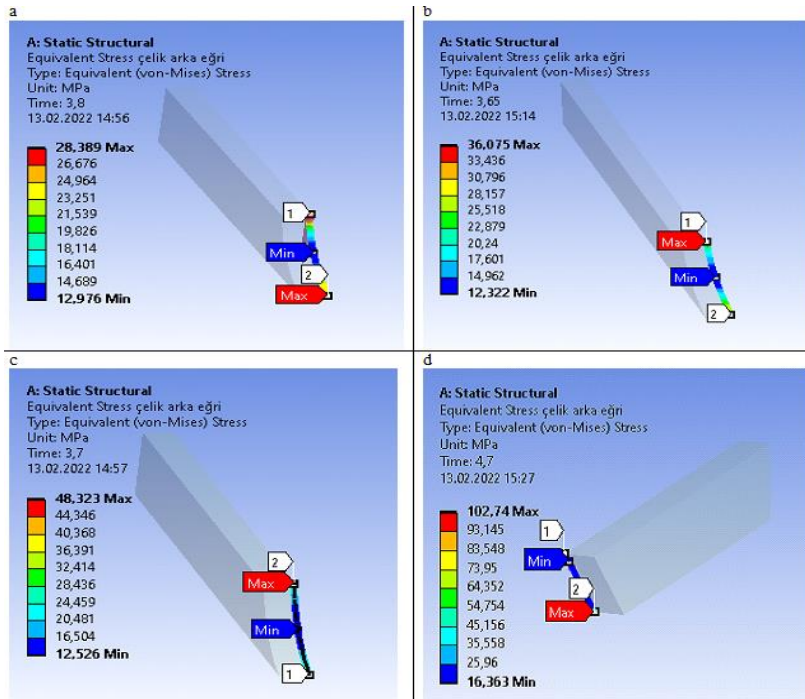 a
A: Static Structural
Equivalent Stress çelik arka eğri
Type: Equivalent (von-Mises) Stress
Unit: MPa
Time: 3,8
13.02.2022 14:56
28,389 Max
26,676
24,964
23,251
21,539
19,826
18,114
16,401
14,689
12,976 Min
1
Min
2
Max
b
A: Static Structural
Equivalent Stress çelik arka eğri
Type: Equivalent (von-Mises) Stress
Unit: MPa
Time: 3,65
13.02.2022 15:14
36,075 Max
33,436
30,796
28,157
25,518
22,879
20,24
17,601
14,962
12,322 Min
1
Max
Min
2
c
A: Static Structural
Equivalent Stress çelik arka eğri
Type: Equivalent (von-Mises) Stress
Unit: MPa
Time: 3,7
13.02.2022 14:57
48,323 Max
44,346
40,368
36,391
32,414
28,436
24,459
20,481
16,504
12,526 Min
2
Max
Min
1
d
A: Static Structural
Equivalent Stress çelik arka eğri
Type: Equivalent (von-Mises) Stress
Unit: MPa
Time: 4,7
13.02.2022 15:27
102,74 Max
93,145
83,548
73,95
64,352
54,754
45,156
35,558
25,96
16,363 Min
1
Min
2
Max